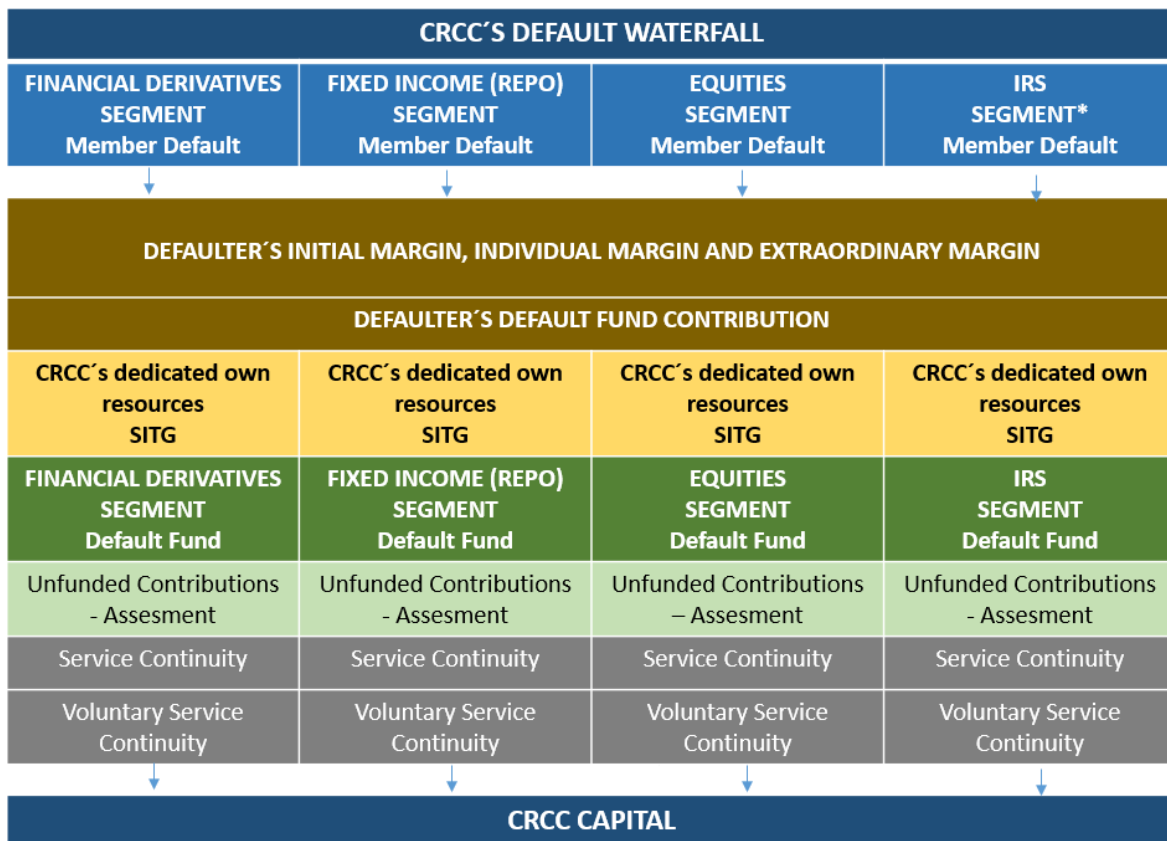 CRCC´S DEFAULT WATERFALL
FINANCIAL DERIVATIVES
SEGMENT
Member Default
FIXED INCOME (REPO)
SEGMENT
Member Default
EQUITIES
SEGMENT
Member Default
IRS
SEGMENT*
Member Default
DEFAULTER´S INITIAL MARGIN, INDIVIDUAL MARGIN AND EXTRAORDINARY MARGIN
DEFAULTER´S DEFAULT FUND CONTRIBUTION
CRCC´s dedicated own
resources
SITG
CRCC´s dedicated own
resources
SITG
CRCC´s dedicated own
resources
SITG
CRCC´s dedicated own
resources
SITG
FINANCIAL DERIVATIVES
SEGMENT
Default Fund
FIXED INCOME (REPO)
SEGMENT
Default Fund
EQUITIES
SEGMENT
Default Fund
IRS
SEGMENT
Default Fund
Unfunded Contributions
- Assesment
Unfunded Contributions
- Assesment
Unfunded Contributions
– Assesment
Unfunded Contributions
- Assesment
Service Continuity
Service Continuity
Service Continuity
Service Continuity
Voluntary Service
Continuity
Voluntary Service
Continuity
Voluntary Service
Continuity
Voluntary Service
Continuity
CRCC CAPITAL